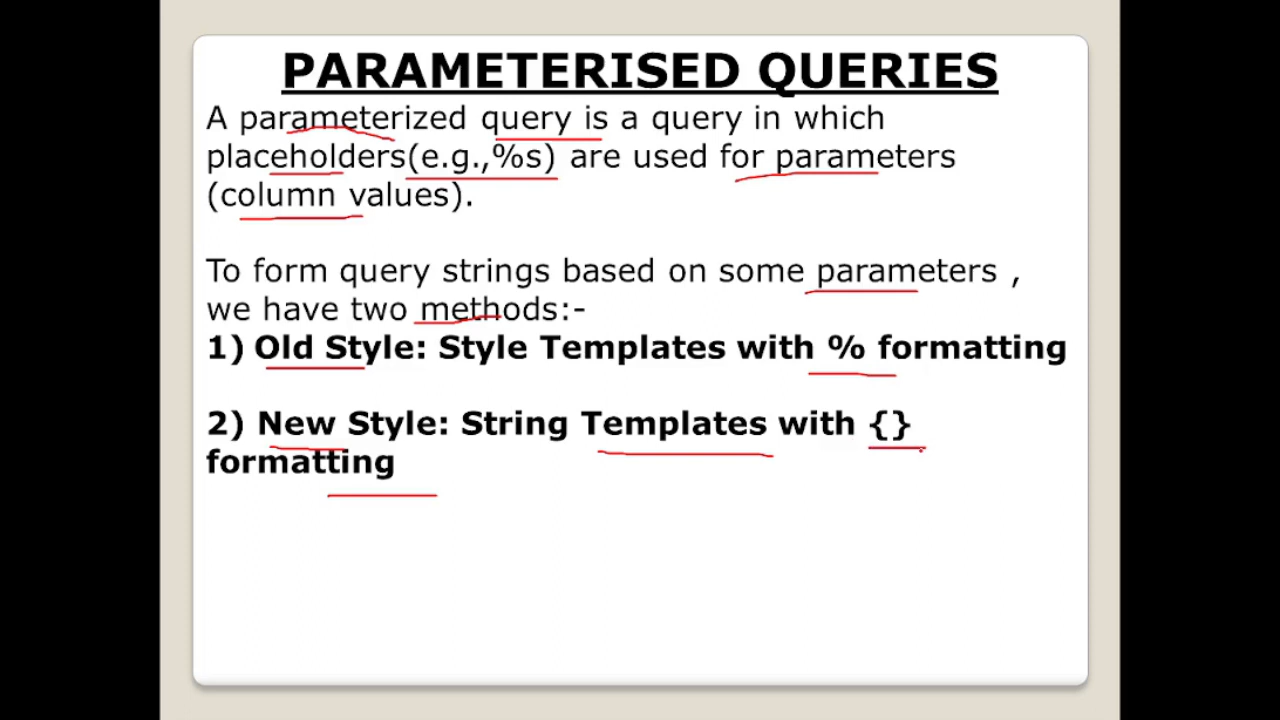 PARAMETERISED QUERIES
A parameterized query is a query in which
placeholders(e.g.,%s) are used for parameters
(column values).
To form query strings based on some parameters ,
we have two methods:-
1) Old Style: Style Templates with % formatting
2) New Style: String Templates with {}
formatting